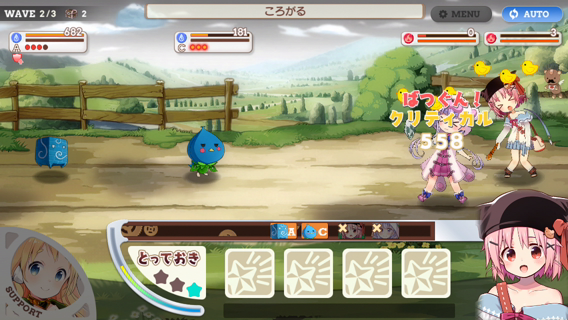 WAVE 2/3 2
ころがる
MENU
AUTO
682
A
181
C
0
3
ばつぐん!
クリティカル
558
A
C
とっておき
SUPPORT